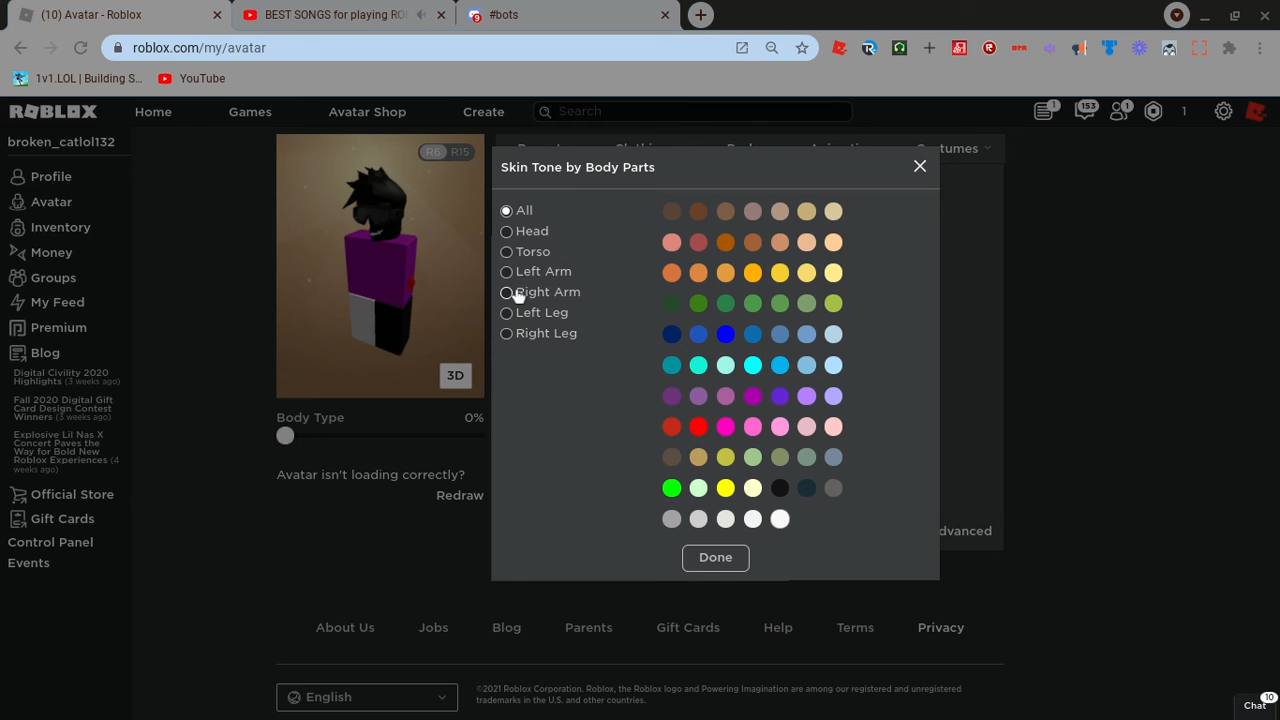 (10) Avatar - Roblox
BEST SONGS for playing RO
#bots
roblox.com/my/avatar
1v1.LOL | Building S...
YouTube
ROBLOX
Home
Games
Avatar Shop
Create
Search
1
153
1
1
broken_catlol132
Profile
Avatar
Inventory
Money
Groups
My Feed
Premium
Blog
Digital Civility 2020
Highlights (3 weeks ago)
Fall 2020 Digital Gift
Card Design Contest
Winners (3 weeks ago)
Explosive Lil Nas X
Concert Paves the
Way for Bold New
Roblox Experiences (4
weeks ago)
Official Store
Gift Cards
Control Panel
Events
R6 R15
3D
Body Type 0%
Avatar isn't loading correctly?
Redraw
Costumes
Skin Tone by Body Parts
All
Head
Torso
Left Arm
Right Arm
Left Leg
Right Leg
Done
dvanced
About Us
Jobs
Blog
Parents
Gift Cards
Help
Terms
Privacy
English
©2021 Roblox Corporation. Roblox, the Roblox logo and Powering Imagination are among our registered and unregistered
trademarks in the U.S. and other countries.
Chat
10